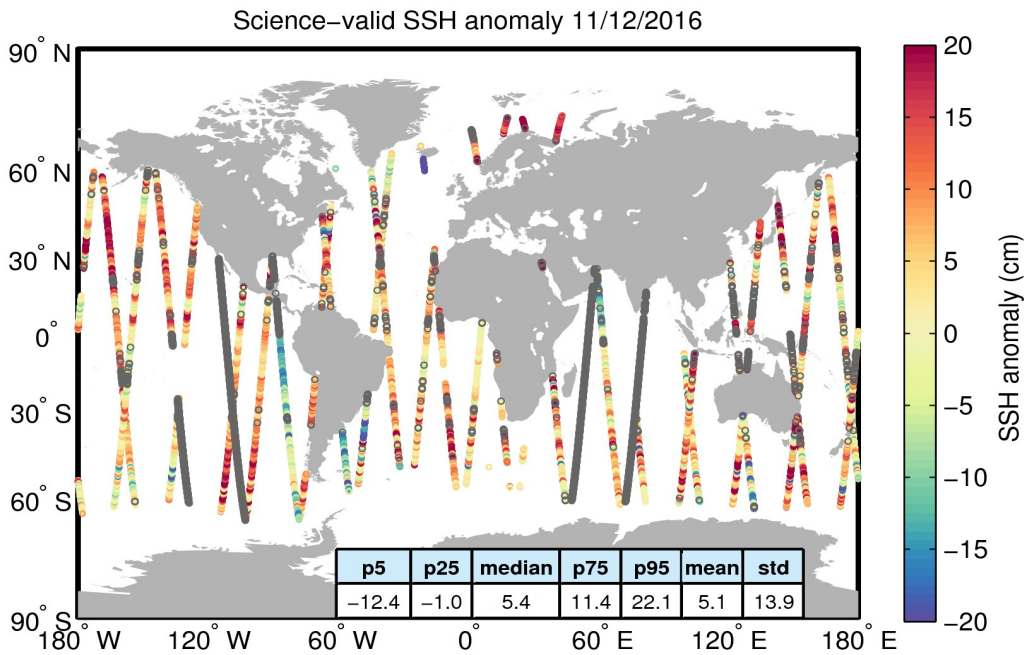 Science−valid SSH anomaly 11/12/2016
90° N
60° N
30° N
0°
30° S
60° S
90° S
180° W
120° W
60° W
0°
60° E
120° E
180° E
p5 p25 median p75 p95 mean std
−12.4 −1.0 5.4 11.4 22.1 5.1 13.9
20
15
10
5
0
−5
−10
−15
−20
SSH anomaly (cm)